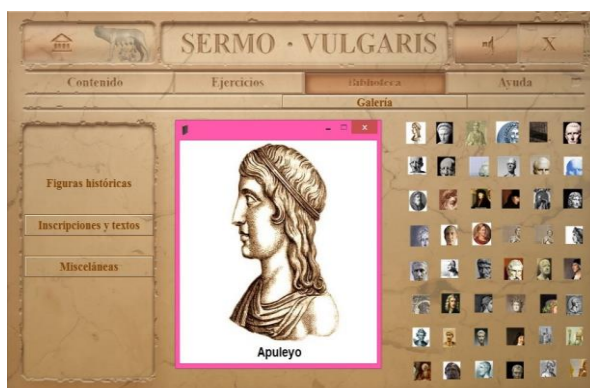 SERMO · VULGARIS
X
Contenido
Ejercicios
Biblioteca
Ayuda
Galería
Figuras históricas
Inscripciones y textos
Misceláneas
Apuleyo